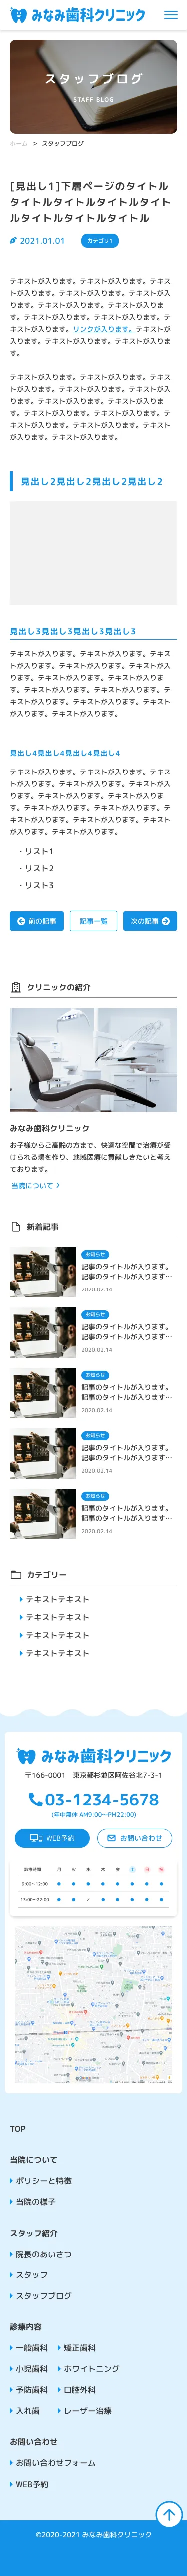 みなみ歯科クリニック
スタッフブログ
STAFF BLOG
ホーム > スタッフブログ
[見出し1]下層ページのタイトル
タイトルタイトルタイトルタイト
ルタイトルタイトルタイトル
2021.01.01 カテゴリ1
テキストが入ります。テキストが入ります。テキス
トが入ります。テキストが入ります。テキストが入
ります。テキストが入ります。テキストが入りま
す。テキストが入ります。テキストが入ります。テ
キストが入ります。リンクが入ります。テキストが
入ります。テキストが入ります。テキストが入りま
す。
テキストが入ります。テキストが入ります。テキス
トが入ります。テキストが入ります。テキストが入
ります。テキストが入ります。テキストが入りま
す。テキストが入ります。テキストが入ります。テ
キストが入ります。テキストが入ります。テキスト
が入ります。テキストが入ります。
見出し2見出し2見出し2見出し2
見出し3見出し3見出し3見出し3
テキストが入ります。テキストが入ります。テキス
トが入ります。テキストが入ります。テキストが入
ります。テキストが入ります。テキストが入りま
す。テキストが入ります。テキストが入ります。テ
キストが入ります。テキストが入ります。テキスト
が入ります。テキストが入ります。
見出し4見出し4見出し4見出し4
テキストが入ります。テキストが入ります。テキス
トが入ります。テキストが入ります。テキストが入
ります。テキストが入ります。テキストが入りま
す。テキストが入ります。テキストが入ります。テ
キストが入ります。テキストが入ります。テキスト
が入ります。テキストが入ります。
・リスト1
・リスト2
・リスト3
前の記事 記事一覧 次の記事
クリニックの紹介
みなみ歯科クリニック
お子様からご高齢の方まで、快適な空間で治療が受
けられる場を作り、地域医療に貢献しきたいと考え
ております。
当院について
新着記事
お知らせ
記事のタイトルが入ります。
記事のタイトルが入ります…
2020.02.14
お知らせ
記事のタイトルが入ります。
記事のタイトルが入ります…
2020.02.14
お知らせ
記事のタイトルが入ります。
記事のタイトルが入ります…
2020.02.14
お知らせ
記事のタイトルが入ります。
記事のタイトルが入ります…
2020.02.14
お知らせ
記事のタイトルが入ります。
記事のタイトルが入ります…
2020.02.14
カテゴリー
テキストテキスト
テキストテキスト
テキストテキスト
テキストテキスト
みなみ歯科クリニック
〒166-0001 東京都杉並区阿佐谷北7-3-1
03-1234-5678
(年中無休 AM9:00〜PM22:00)
WEB予約 お問い合わせ
診療時間 月 火 水 木 金 土 日 祝
9:00〜12:00 ● ● ● ● ● ● ● ●
15:00〜22:00 ● ● ／ ● ● ● ● ●
TOP
当院について
ポリシーと特徴
当院の様子
スタッフ紹介
院長のあいさつ
スタッフ
スタッフブログ
診療内容
一般歯科 矯正歯科
小児歯科 ホワイトニング
予防歯科 口腔外科
入れ歯 レーザー治療
お問い合わせ
お問い合わせフォーム
WEB予約
©2020-2021 みなみ歯科クリニック